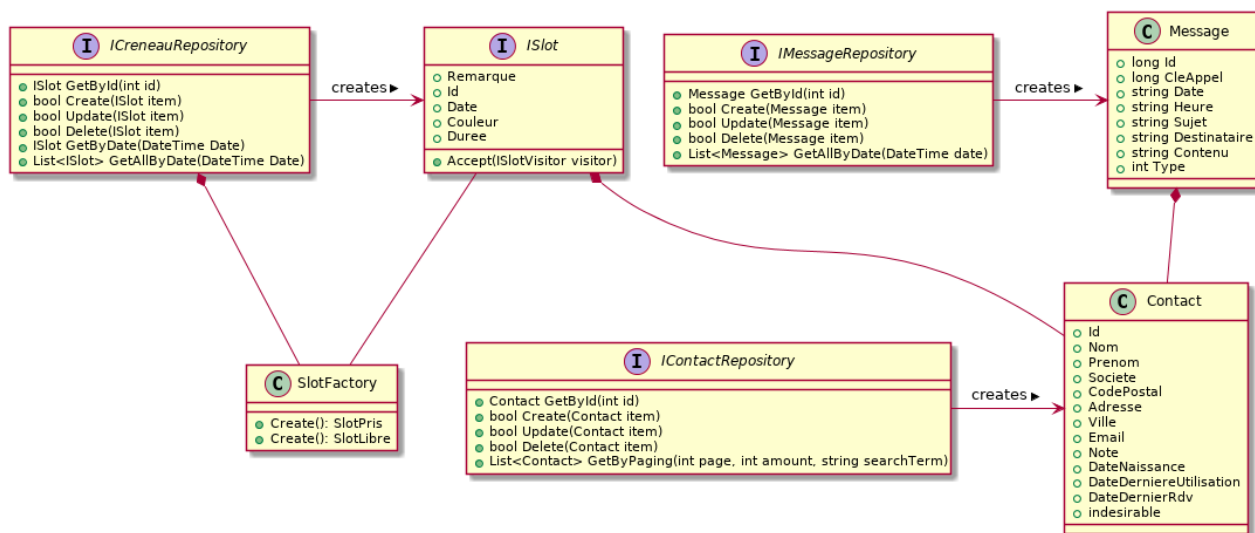 I ICreneauRepository
ISlot GetById(int id)
bool Create(ISlot item)
bool Update(ISlot item)
bool Delete(ISlot item)
ISlot GetByDate(DateTime Date)
List<ISlot> GetAllByDate(DateTime Date)
creates
I ISlot
Remarque
Id
Date
Couleur
Duree
Accept(ISlotVisitor visitor)
I IMessageRepository
Message GetById(int id)
bool Create(Message item)
bool Update(Message item)
bool Delete(Message item)
List<Message> GetAllByDate(DateTime date)
creates
C Message
long Id
long CleAppel
string Date
string Heure
string Sujet
string Destinataire
string Contenu
int Type
C SlotFactory
Create(): SlotPris
Create(): SlotLibre
I IContactRepository
Contact GetById(int id)
bool Create(Contact item)
bool Update(Contact item)
bool Delete(Contact item)
List<Contact> GetByPaging(int page, int amount, string searchTerm)
creates
C Contact
Id
Nom
Prenom
Societe
CodePostal
Adresse
Ville
Email
Note
DateNaissance
DateDerniereUtilisation
DateDernierRdv
indesirable